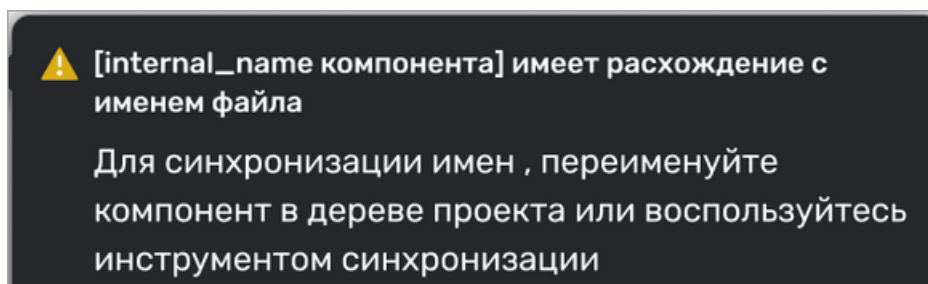 [internal_name компонента] имеет расхождение с
именем файла
Для синхронизации имен , переименуйте
компонент в дереве проекта или воспользуйтесь
инструментом синхронизации